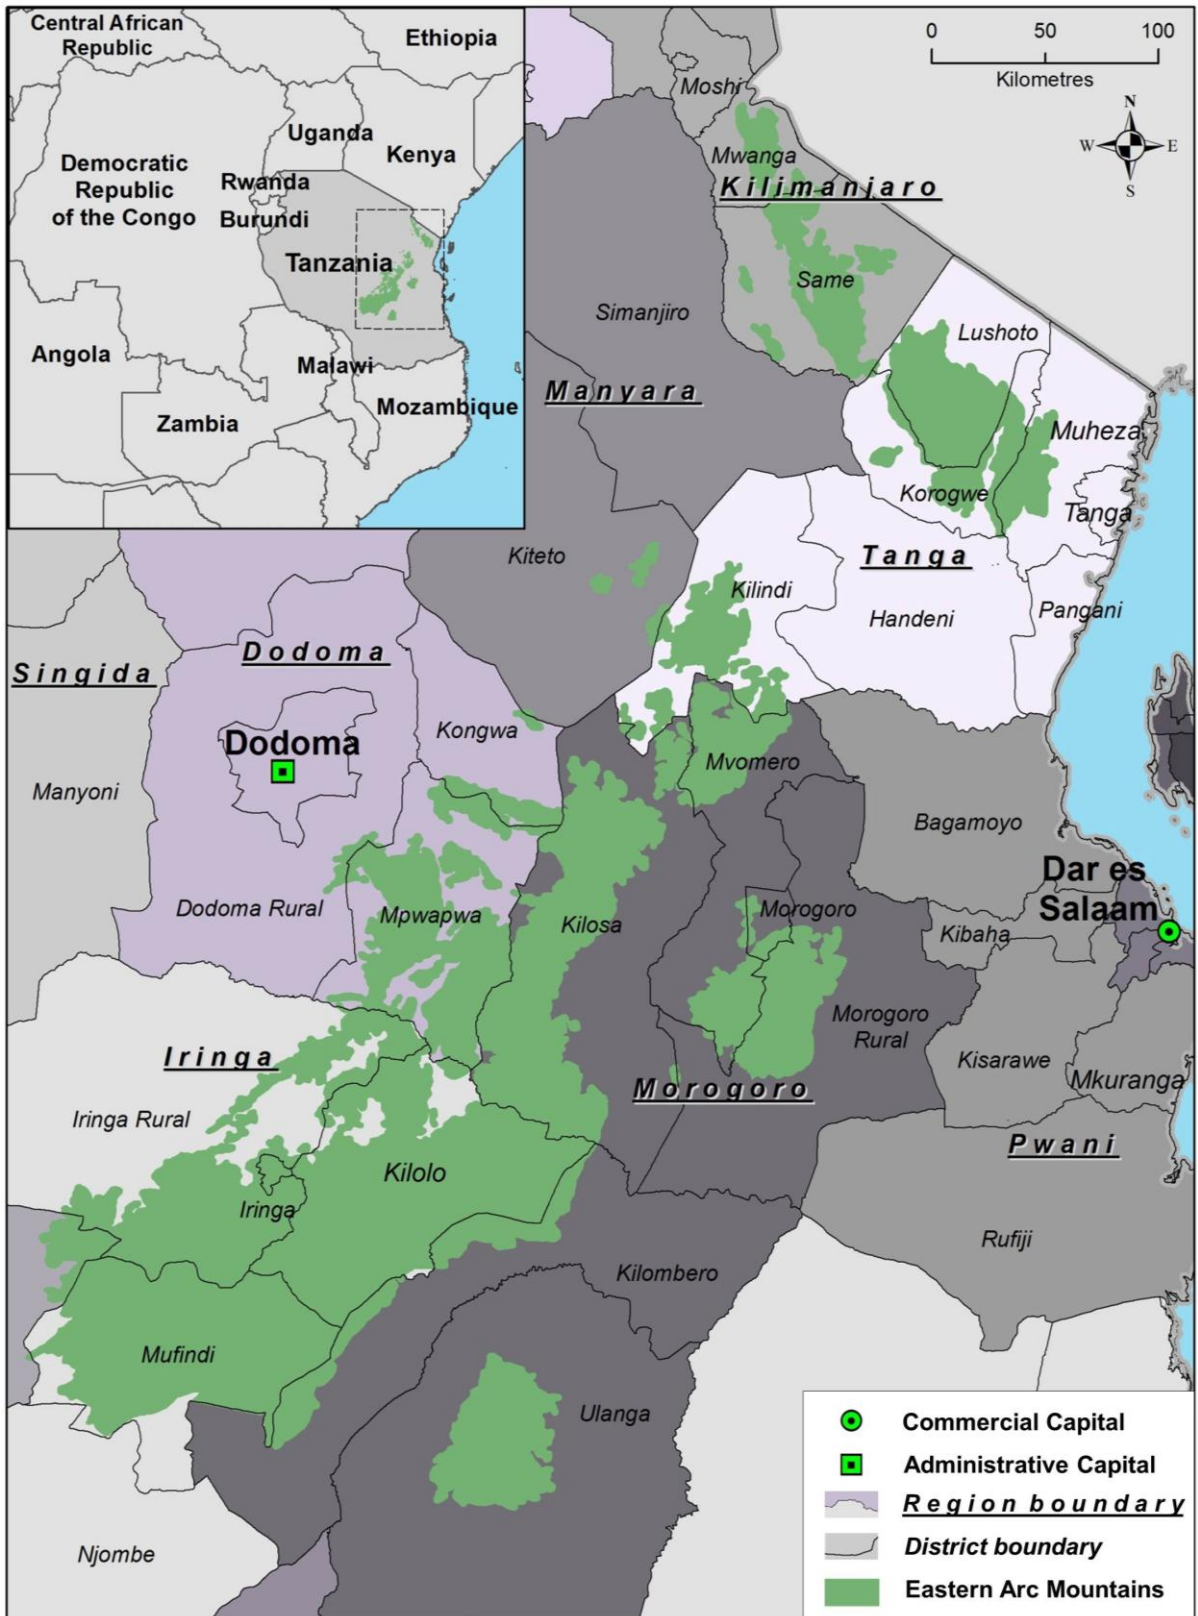 Central African
Republic
Ethiopia
Uganda
Kenya
Democratic
Republic
of the Congo
Rwanda
Burundi
Tanzania
Angola
Malawi
Zambia
Mozambique
0 50 100
Kilometres
N
W E
S
Moshi
Mwanga
Kilimanjaro
Same
Simanjiro
Manyara
Lushoto
Muheza
Korogwe
Tanga
Tanga
Kiteto
Kilindi
Handeni
Pangani
Singida
Dodoma
Kongwa
Dodoma
Manyoni
Mvomero
Bagamoyo
Dar es
Salaam
Dodoma Rural
Mpwapwa
Kilosa
Morogoro
Kibaha
Morogoro
Rural
Iringa
Kisarawe
Mkuranga
Morogoro
Iringa Rural
Pwani
Kilolo
Iringa
Rufiji
Kilombero
Mufindi
Ulanga
Njombe
Commercial Capital
Administrative Capital
Region boundary
District boundary
Eastern Arc Mountains